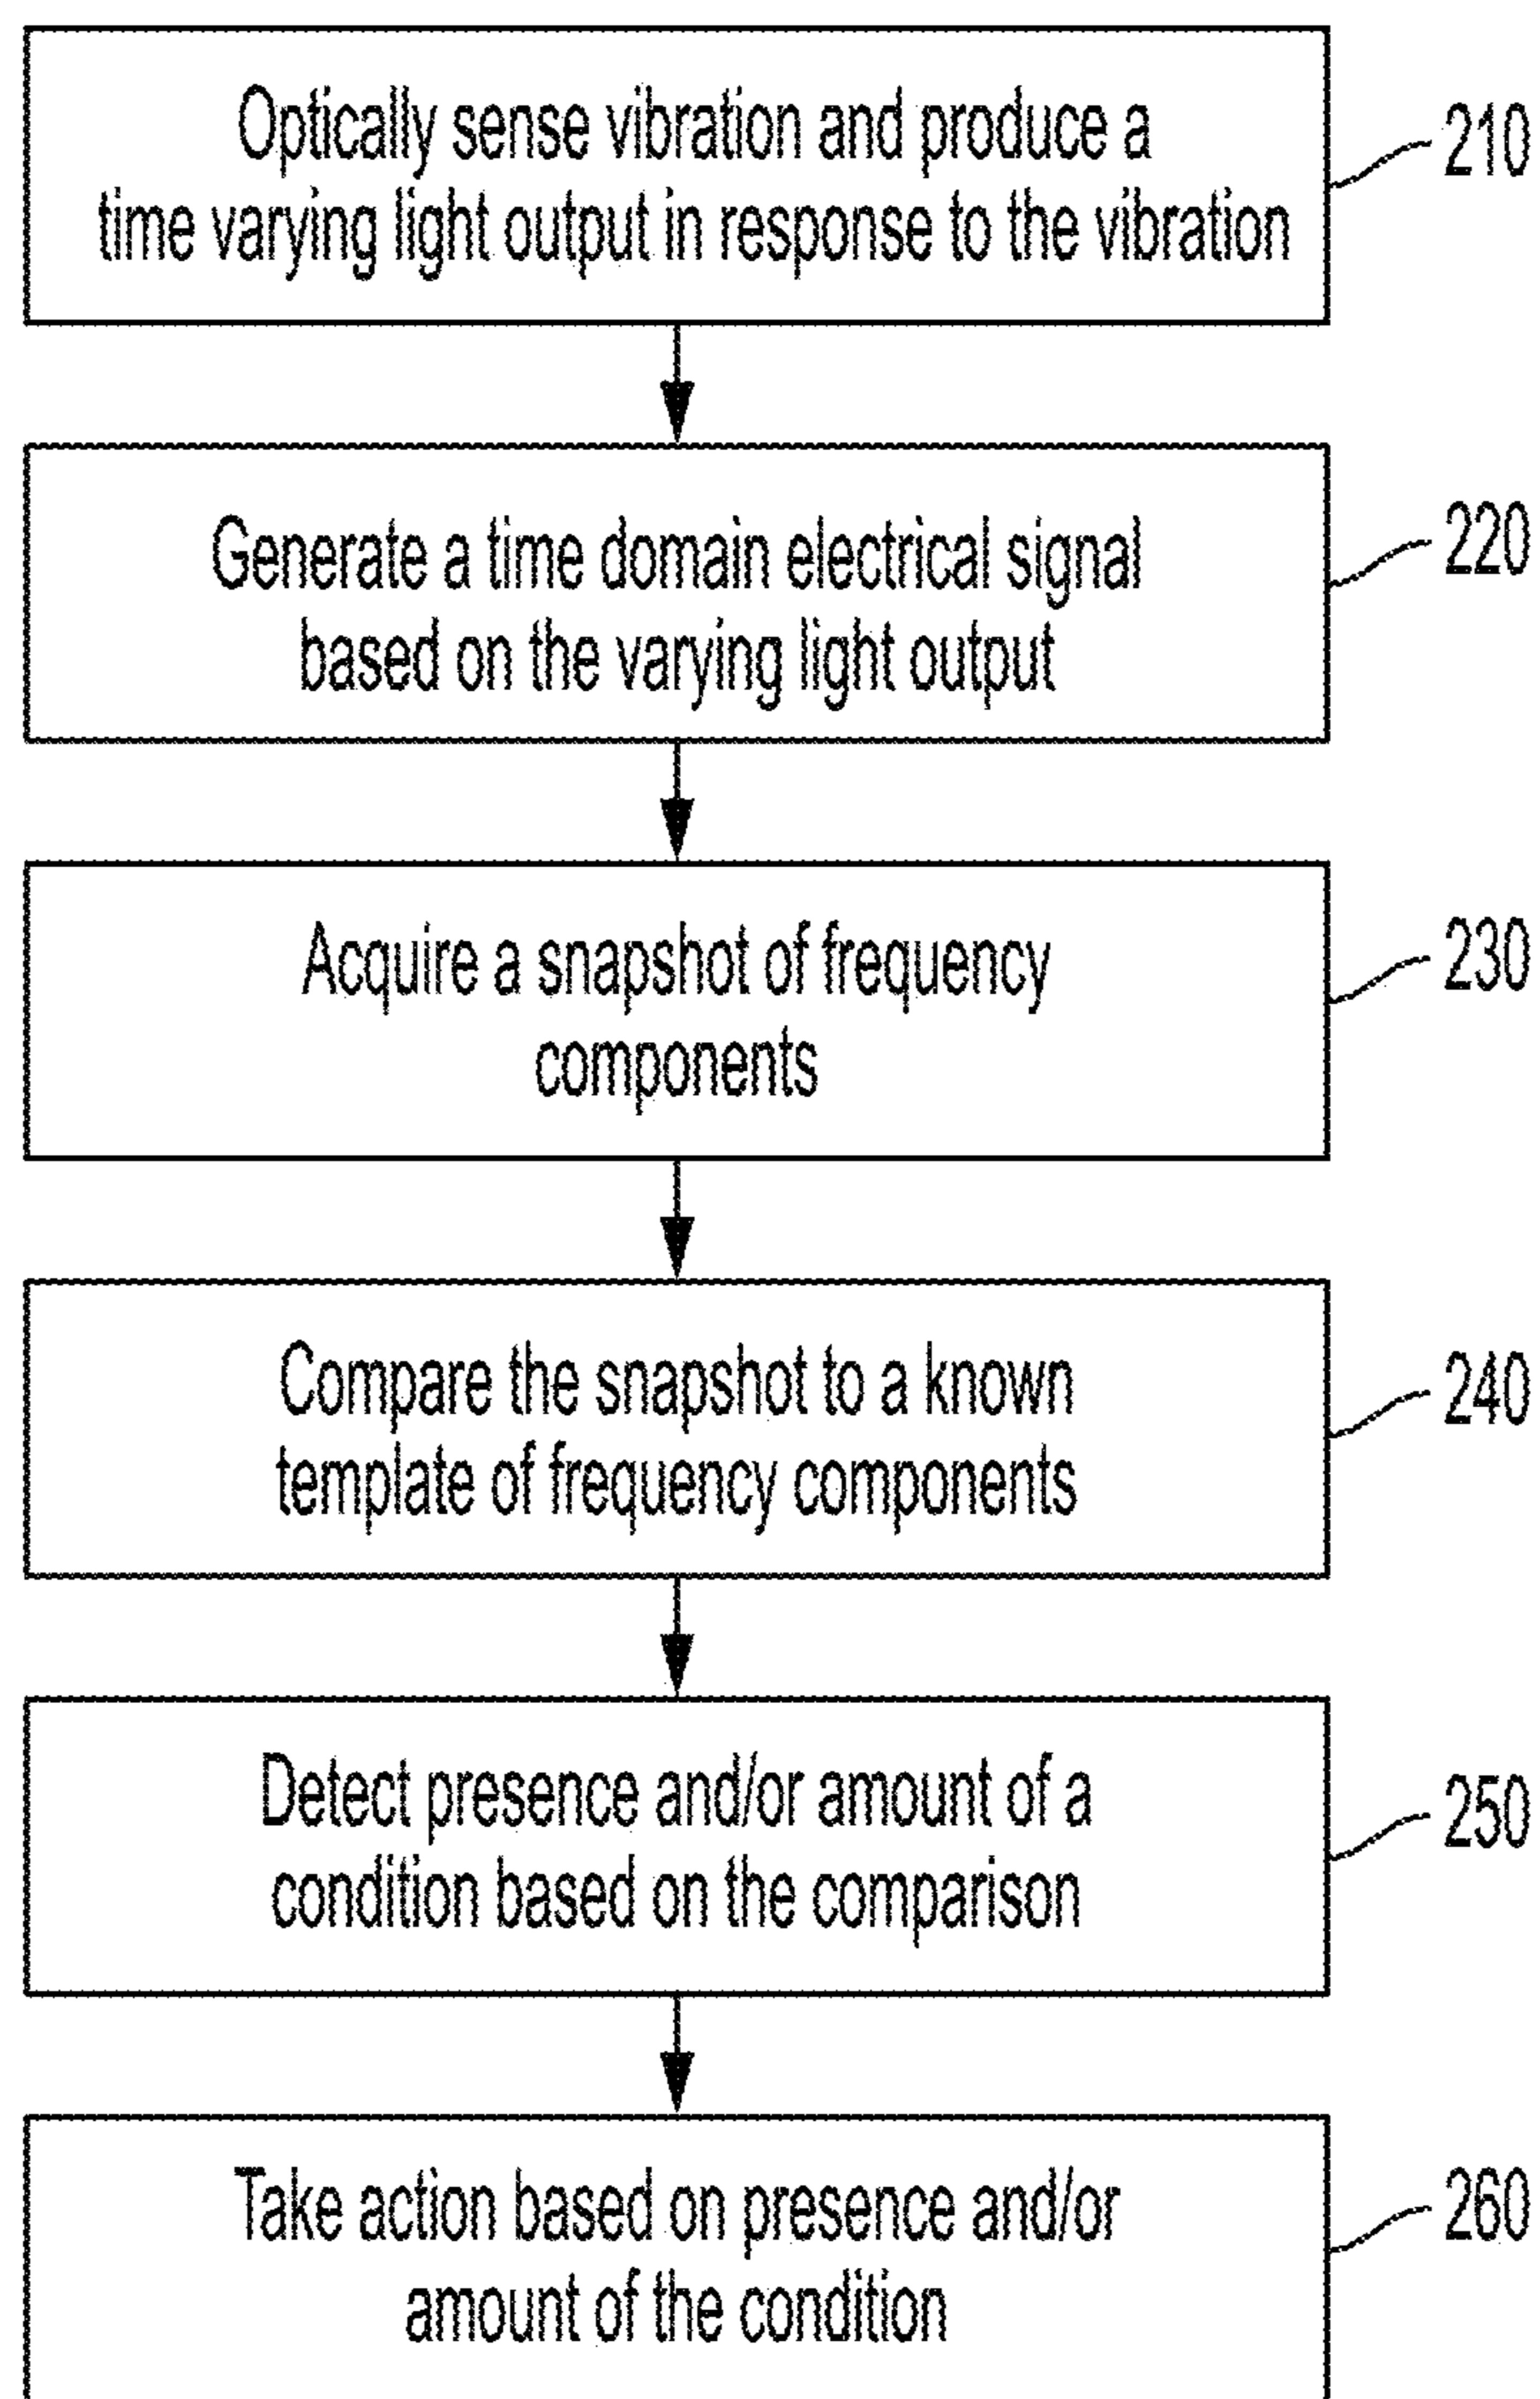 Optically sense vibration and produce a
time varying light output in response to the vibration
210
Generate a time domain electrical signal
based on the varying light output
220
Acquire a snapshot of frequency
components
230
Compare the snapshot to a known
template of frequency components
240
Detect presence and/or amount of a
condition based on the comparison
250
Take action based on presence and/or
amount of the condition
260